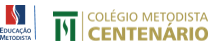 EDUCAÇÃO
METODISTA
COLÉGIO METODISTA
CENTENÁRIO